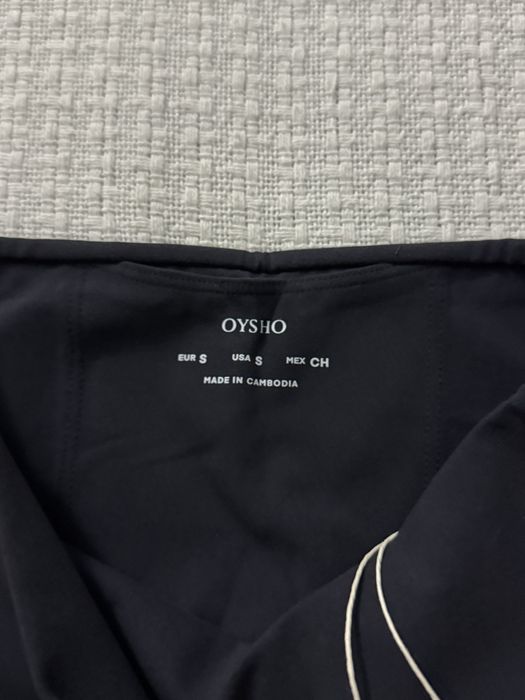 OYSHO
EUR S USA S MEX CH
MADE IN CAMBODIA